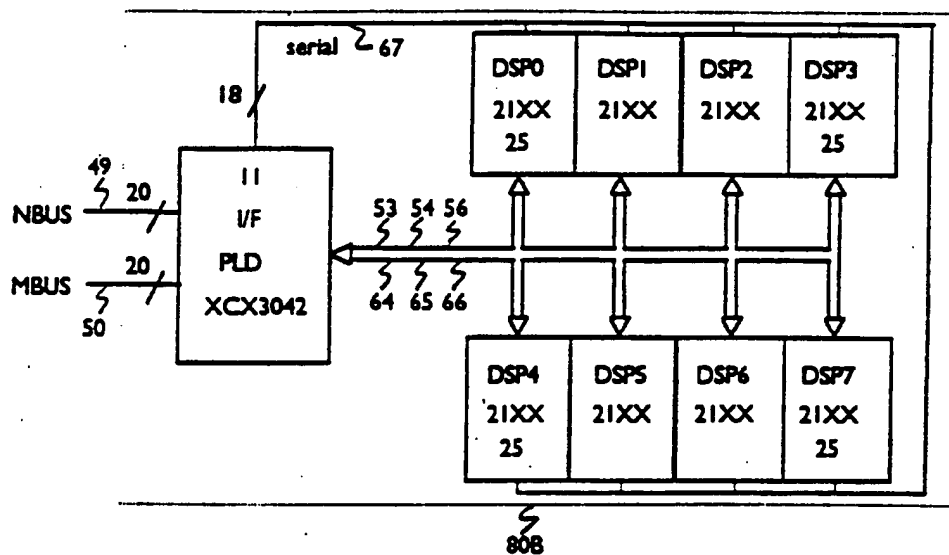 serial 67
18
DSP0 DSP1 DSP2 DSP3
21XX 21XX 21XX 21XX
25 25
49
NBUS 20
11
I/F
PLD
XCX3042
53 54 56
64 65 66
MBUS 20
50
DSP4 DSP5 DSP6 DSP7
21XX 21XX 21XX 21XX
25 25
80B